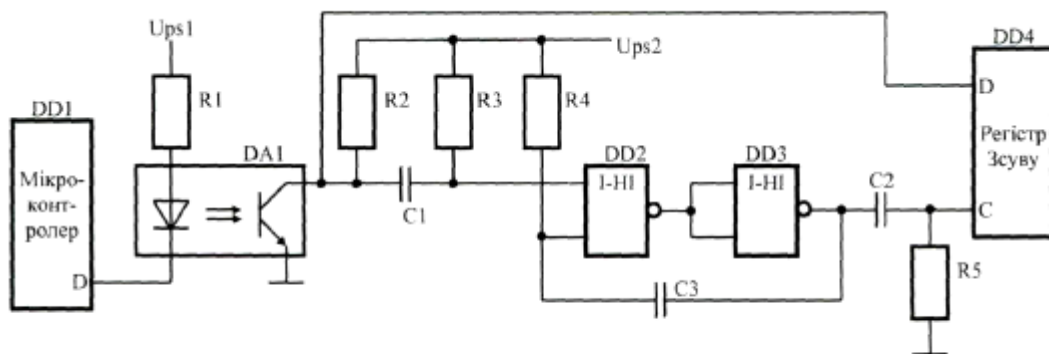 Ups1
R1
DD1
Мікро-
конт-
ролер
D
DA1
R2
R3
R4
Ups2
C1
DD2
І-НІ
DD3
І-НІ
C2
C3
R5
DD4
D
Регістр
Зсуву
C